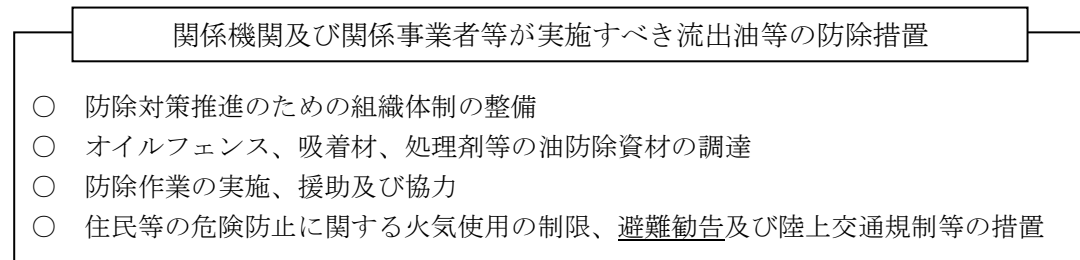 関係機関及び関係事業者等が実施すべき流出油等の防除措置
○ 防除対策推進のための組織体制の整備
○ オイルフェンス、吸着材、処理剤等の油防除資材の調達
○ 防除作業の実施、援助及び協力
○ 住民等の危険防止に関する火気使用の制限、避難勧告及び陸上交通規制等の措置